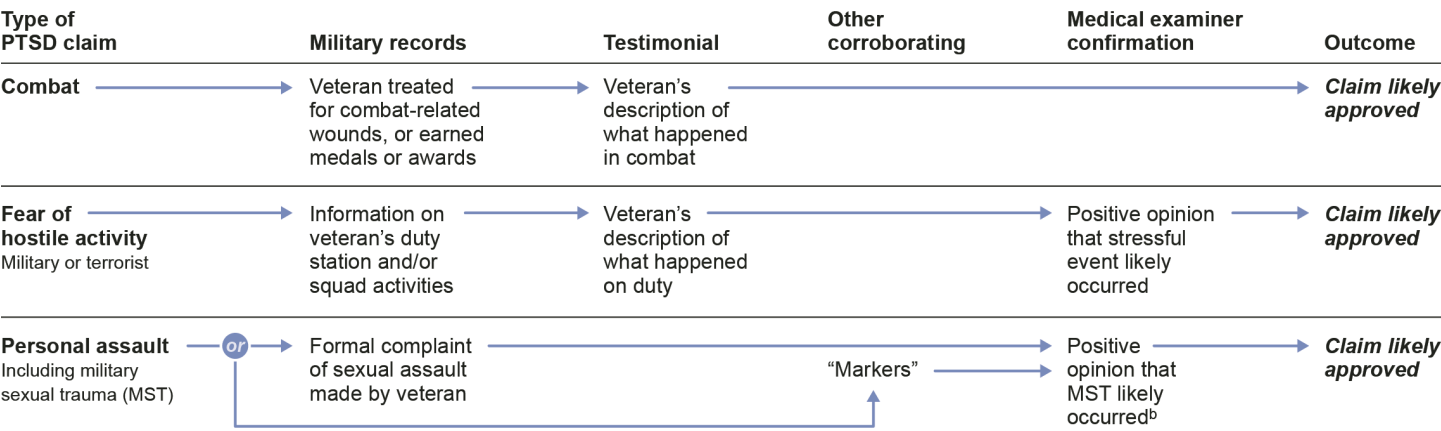 Type of
PTSD claim
Military records
Testimonial
Other
corroborating
Medical examiner
confirmation
Outcome
Combat
Veteran treated
for combat-related
wounds, or earned
medals or awards
Veteran’s
description of
what happened
in combat
Claim likely
approved
Fear of
hostile activity
Military or terrorist
Information on
veteran’s duty
station and/or
squad activities
Veteran’s
description of
what happened
on duty
Positive opinion
that stressful
event likely
occurred
Claim likely
approved
Personal assault
Including military
sexual trauma (MST)
or
Formal complaint
of sexual assault
made by veteran
“Markers”
Positive
opinion that
MST likely
occurredᵇ
Claim likely
approved